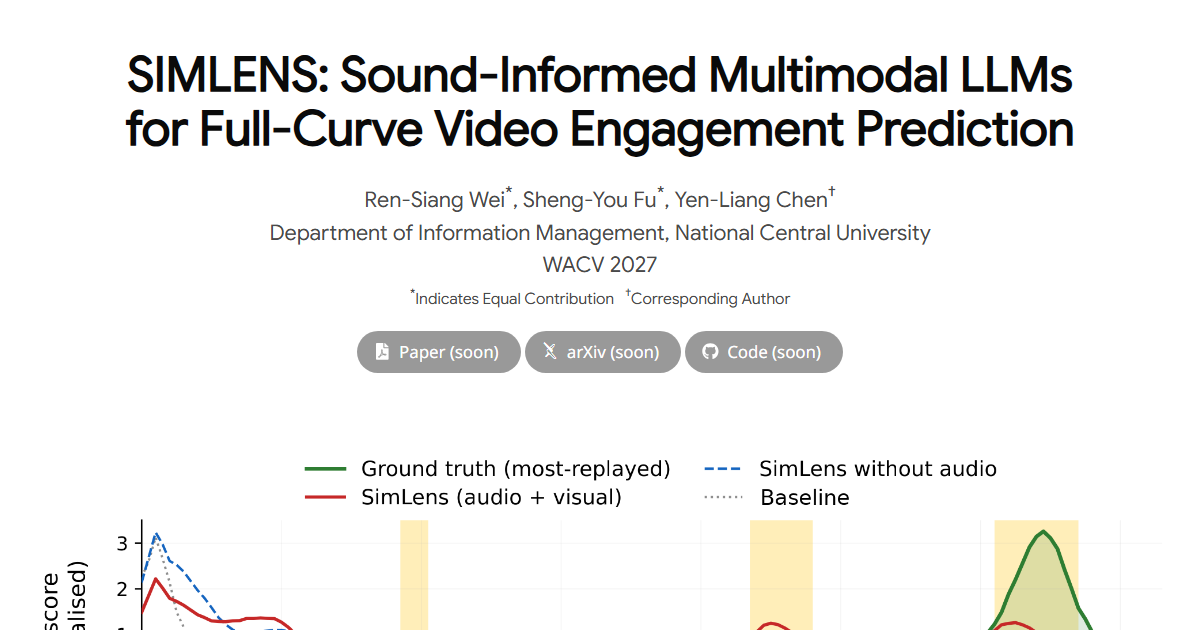 SIMLENS: Sound-Informed Multimodal LLMs
for Full-Curve Video Engagement Prediction
Ren-Siang Wei*, Sheng-You Fu*, Yen-Liang Chen†
Department of Information Management, National Central University
WACV 2027
*Indicates Equal Contribution †Corresponding Author
Paper (soon) arXiv (soon) Code (soon)
Ground truth (most-replayed) SimLens without audio
SimLens (audio + visual) Baseline
3
2
score
alised)